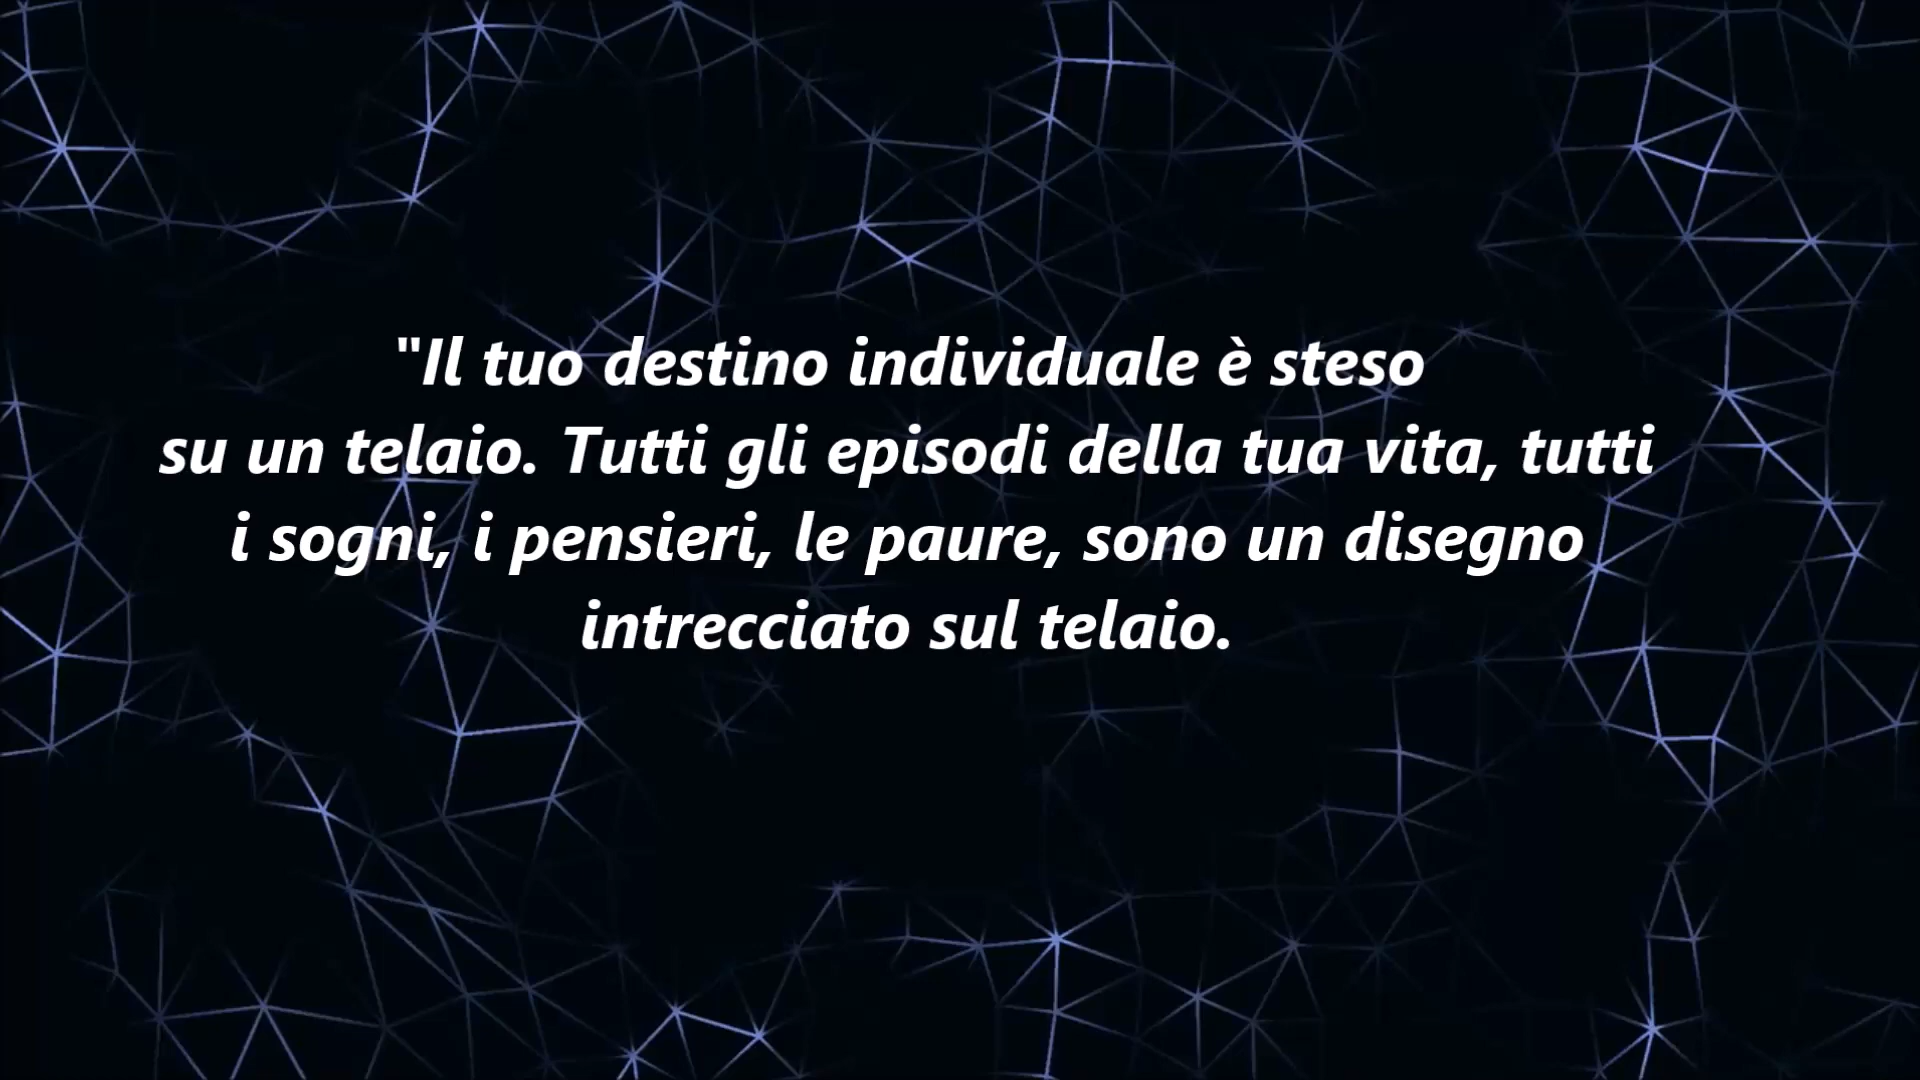 "Il tuo destino individuale è steso
su un telaio. Tutti gli episodi della tua vita, tutti
i sogni, i pensieri, le paure, sono un disegno
intrecciato sul telaio.